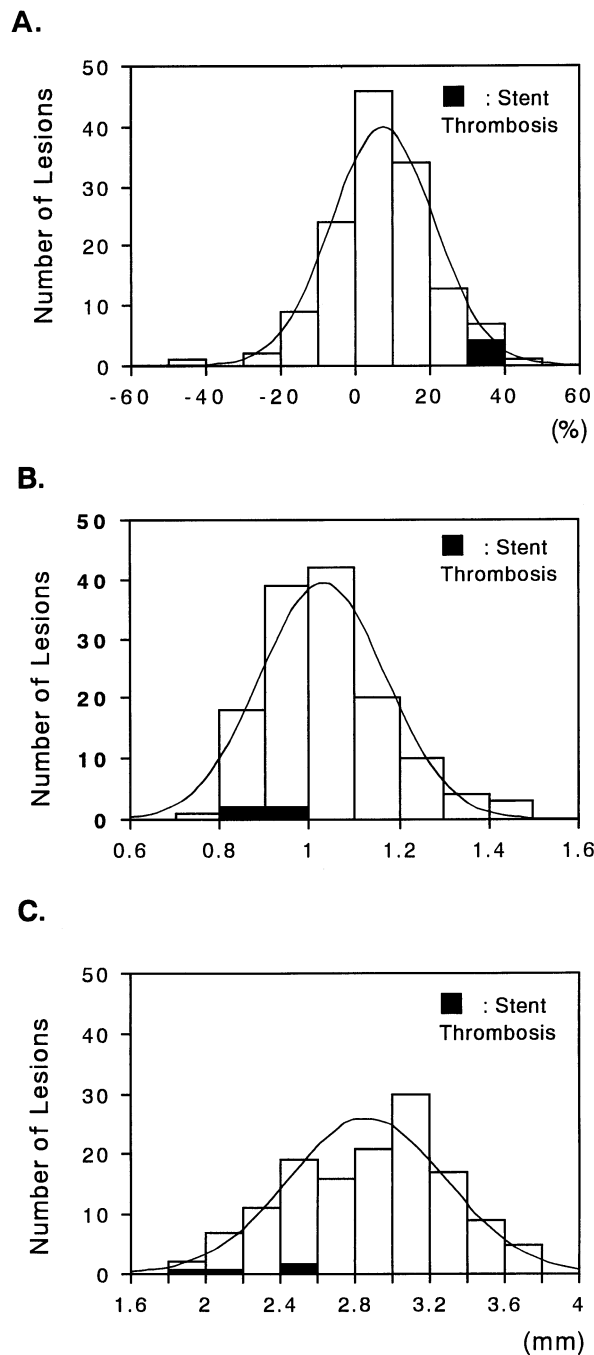 A.
Number of Lesions
50
40
30
20
10
0
: Stent
Thrombosis
-60 -40 -20 0 20 40 60
(%)
B.
Number of Lesions
50
40
30
20
10
0
: Stent
Thrombosis
0.6 0.8 1 1.2 1.4 1.6
C.
Number of Lesions
50
40
30
20
10
0
: Stent
Thrombosis
1.6 2 2.4 2.8 3.2 3.6 4
(mm)